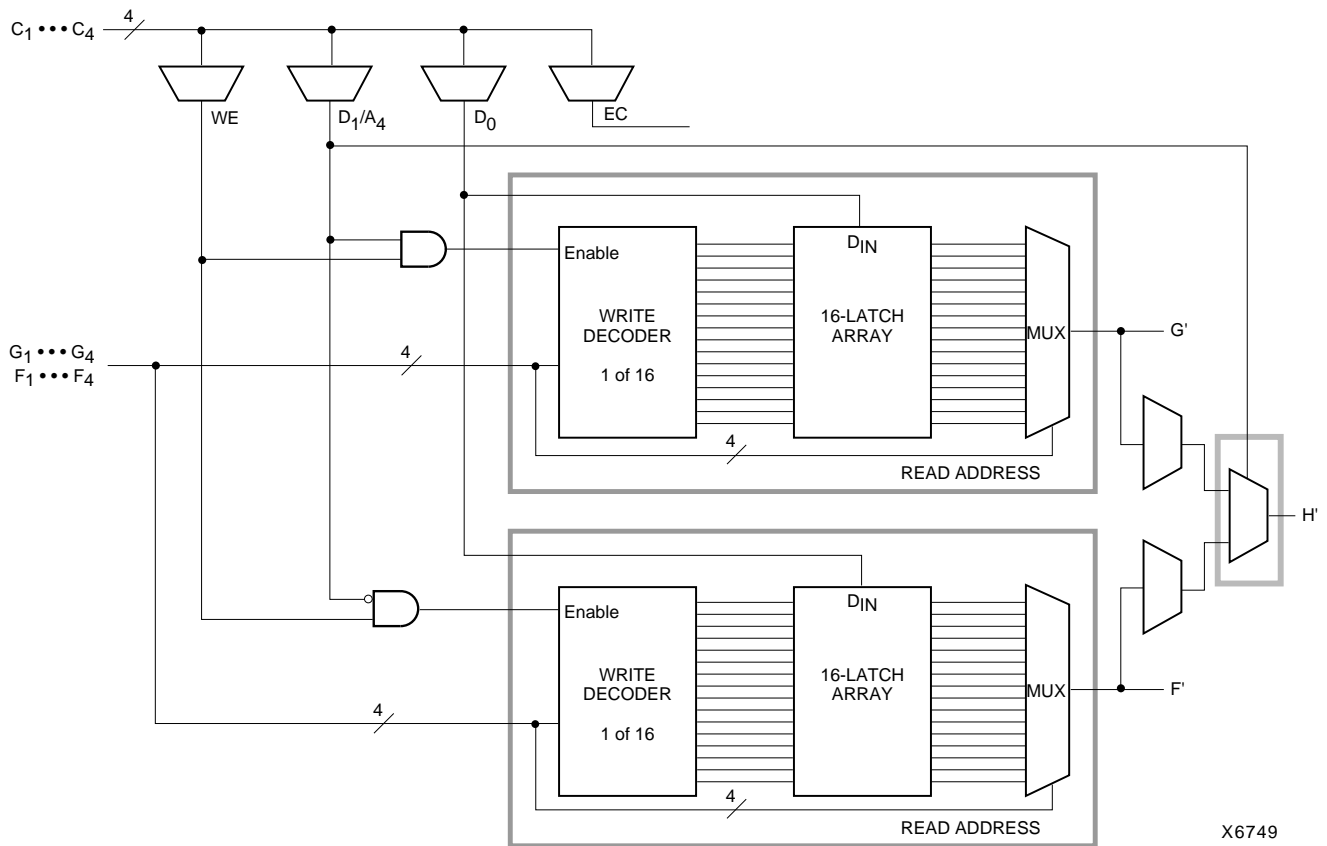 C1 ••• C4
4
WE
D1/A4
D0
EC
Enable
DIN
WRITE
DECODER
1 of 16
16-LATCH
ARRAY
MUX
G'
G1 ••• G4
F1 ••• F4
4
4
READ ADDRESS
H'
Enable
DIN
WRITE
DECODER
1 of 16
16-LATCH
ARRAY
MUX
F'
4
4
READ ADDRESS
X6749